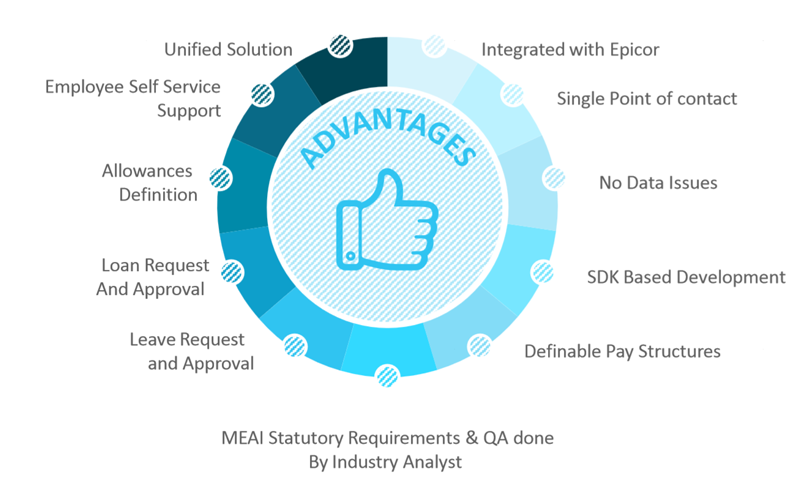 ADVANTAGES
Unified Solution
Integrated with Epicor
Employee Self Service
Support
Single Point of contact
Allowances
Definition
No Data Issues
Loan Request
And Approval
SDK Based Development
Leave Request
and Approval
Definable Pay Structures
MEAI Statutory Requirements & QA done
By Industry Analyst